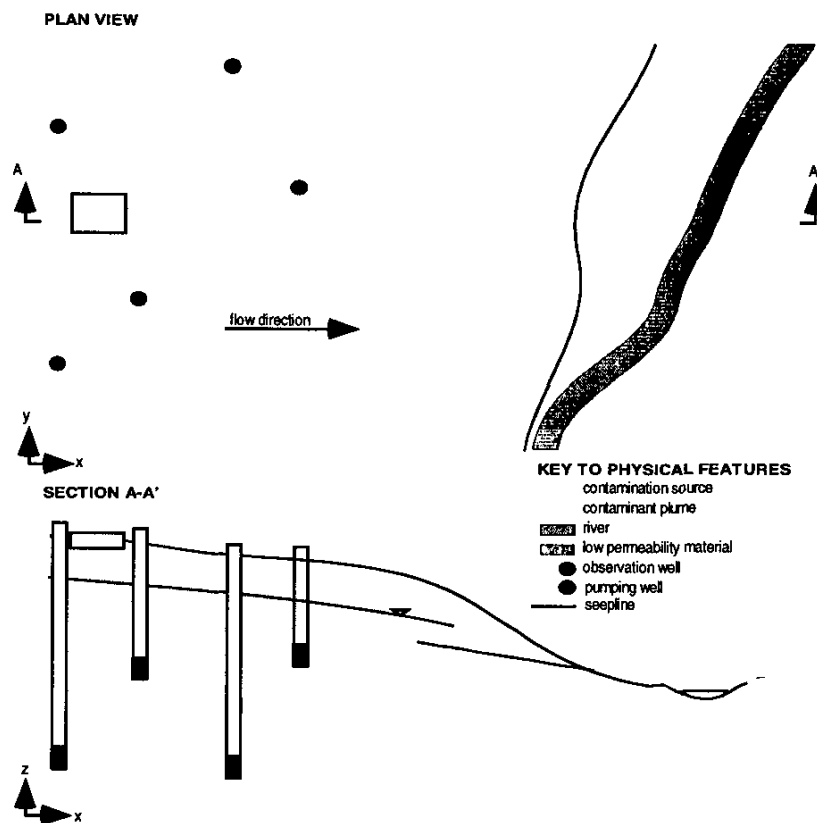 PLAN VIEW
A
A
flow direction
y
x
KEY TO PHYSICAL FEATURES
contamination source
contaminant plume
river
low permeability material
observation well
pumping well
seepline
SECTION A-A'
z
x